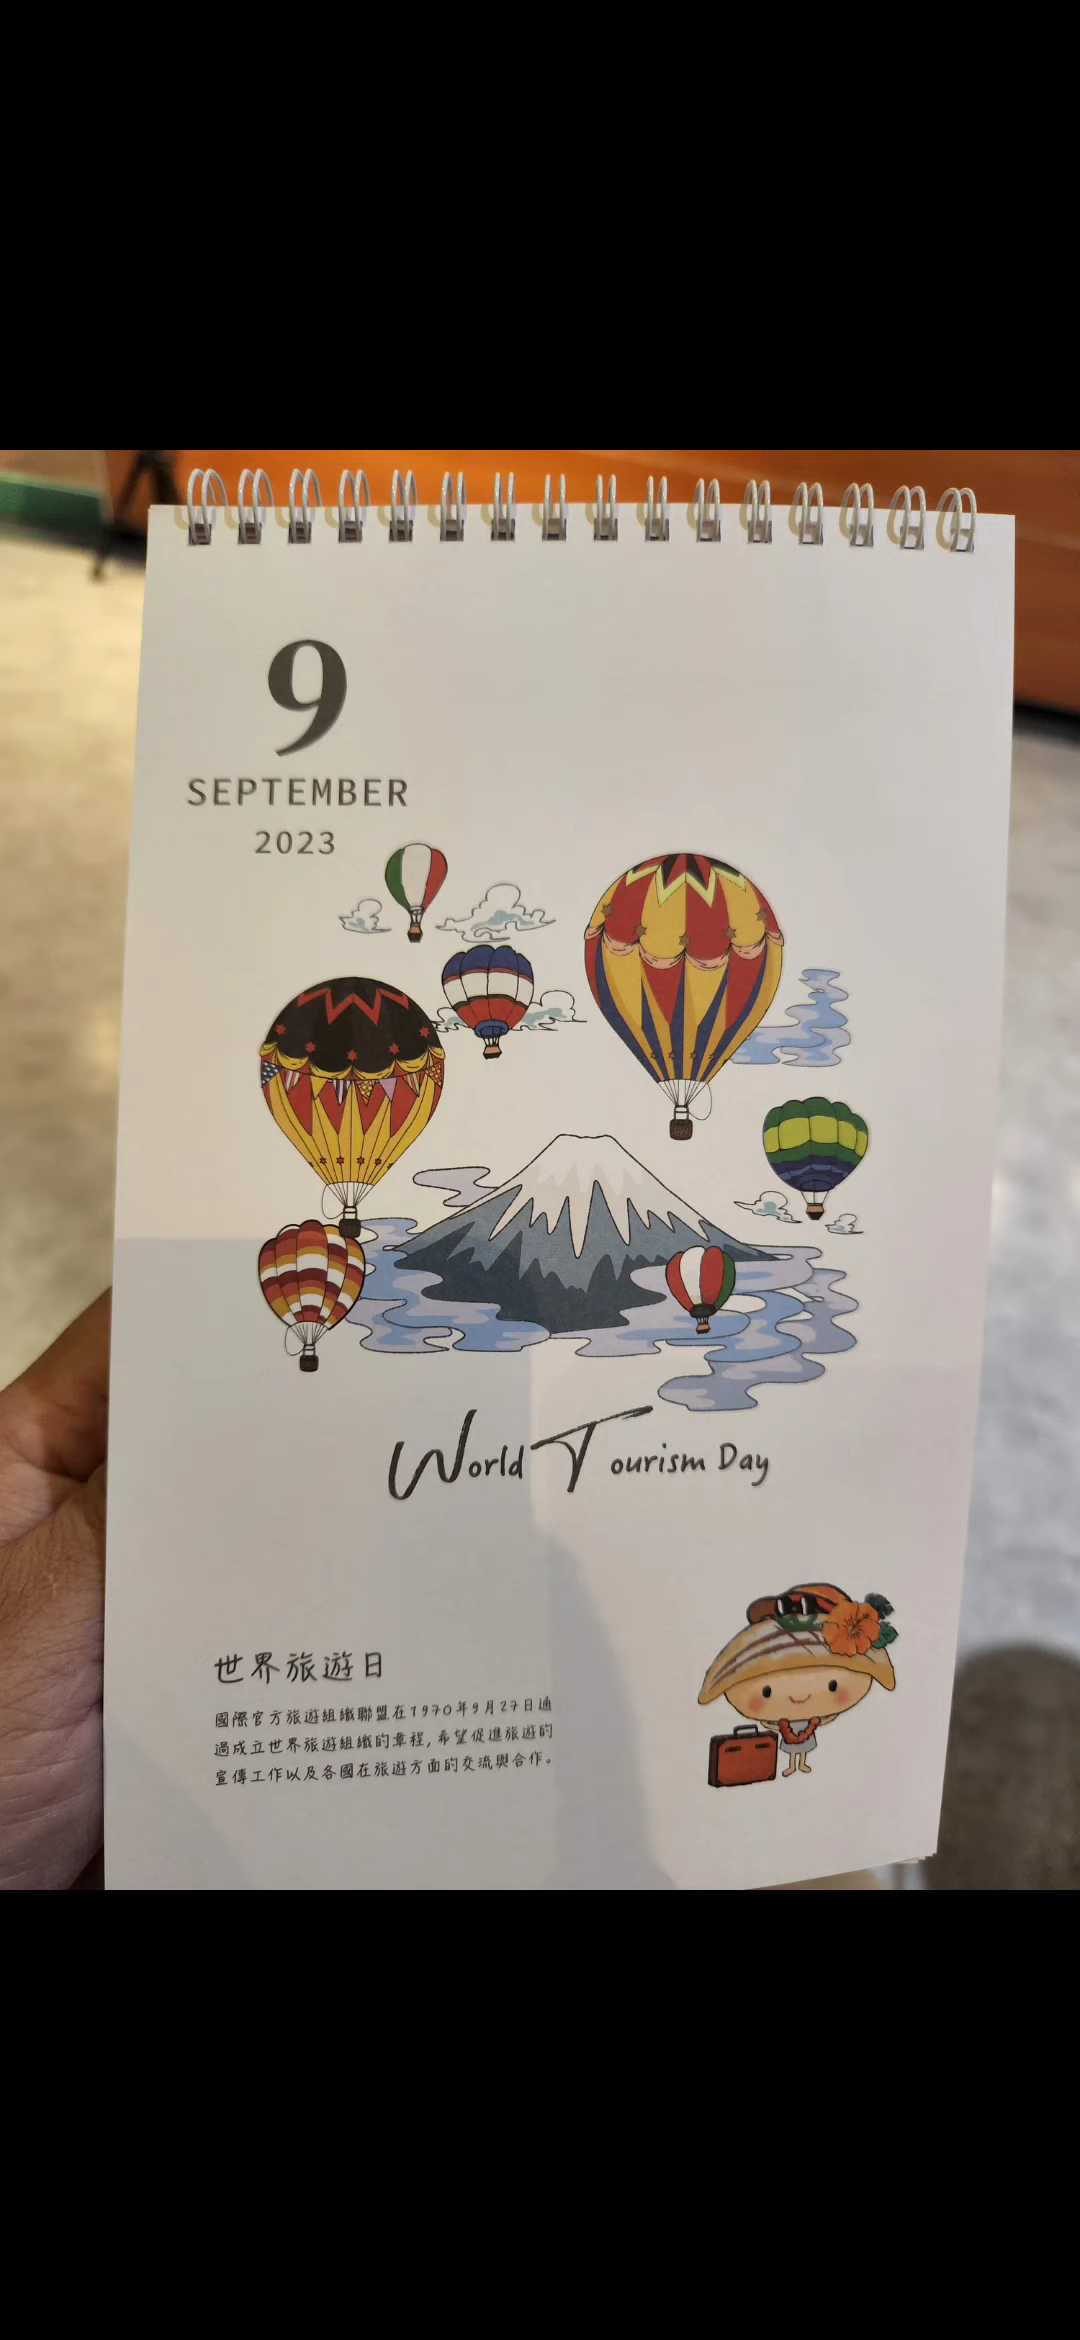 9
SEPTEMBER
2023
World Tourism Day
世界旅遊日
國際官方旅遊組織聯盟在1970年9月27日通
過成立世界旅遊組織的章程,希望促進旅遊的
宣傳工作以及各國在旅遊方面的交流與合作。